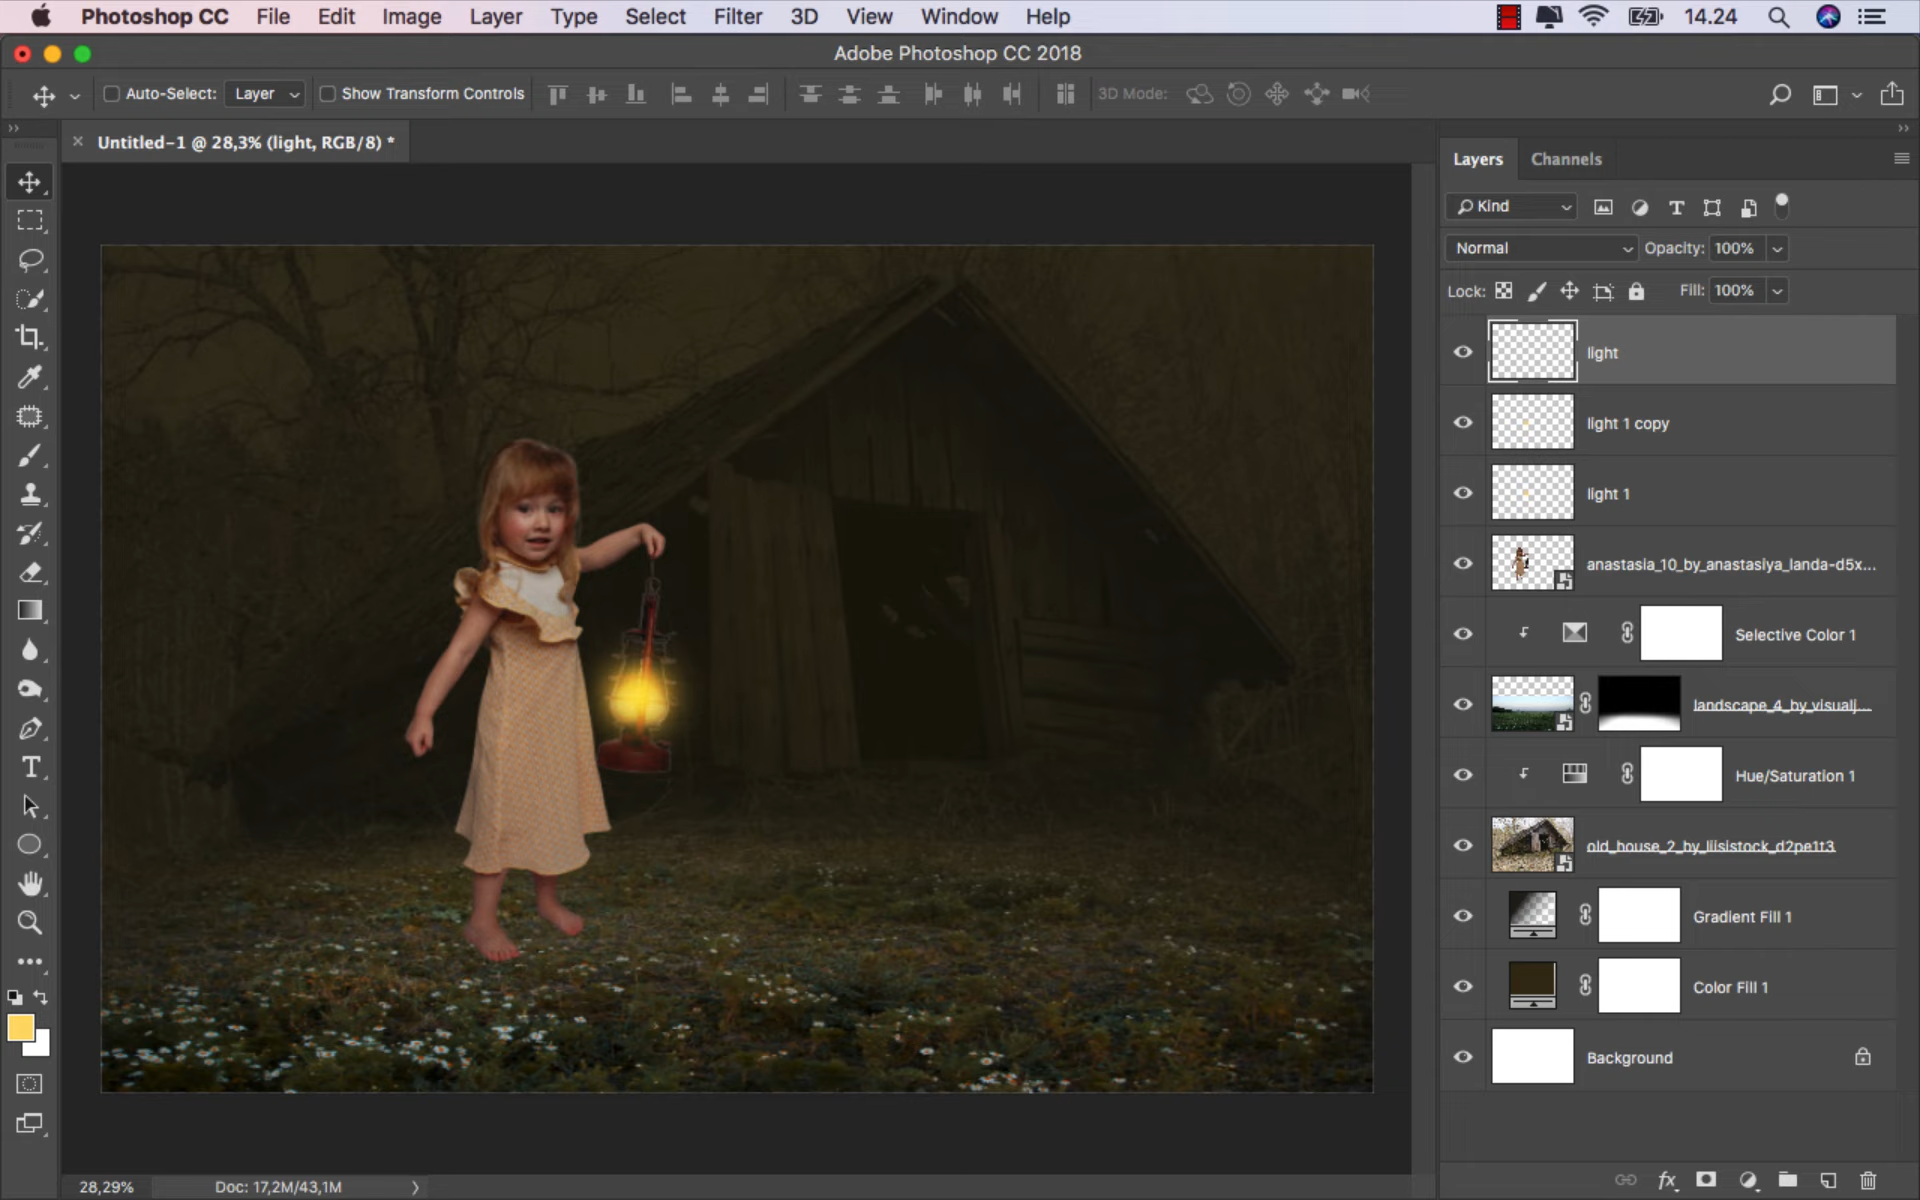 Photoshop CC File Edit Image Layer Type Select Filter 3D View Window Help 14.24
Adobe Photoshop CC 2018
Auto-Select: Layer Show Transform Controls 3D Mode:
Untitled-1 @ 28,3% (light, RGB/8) *
Layers Channels
Kind
Normal Opacity: 100%
Lock: Fill: 100%
light
light 1 copy
light 1
anastasia_10_by_anastasiya_landa-d5x...
Selective Color 1
landscape_4_by_visualj...
Hue/Saturation 1
old_house_2_by_liisistock_d2pe1t3
Gradient Fill 1
Color Fill 1
Background
28,29% Doc: 17,2M/43,1M